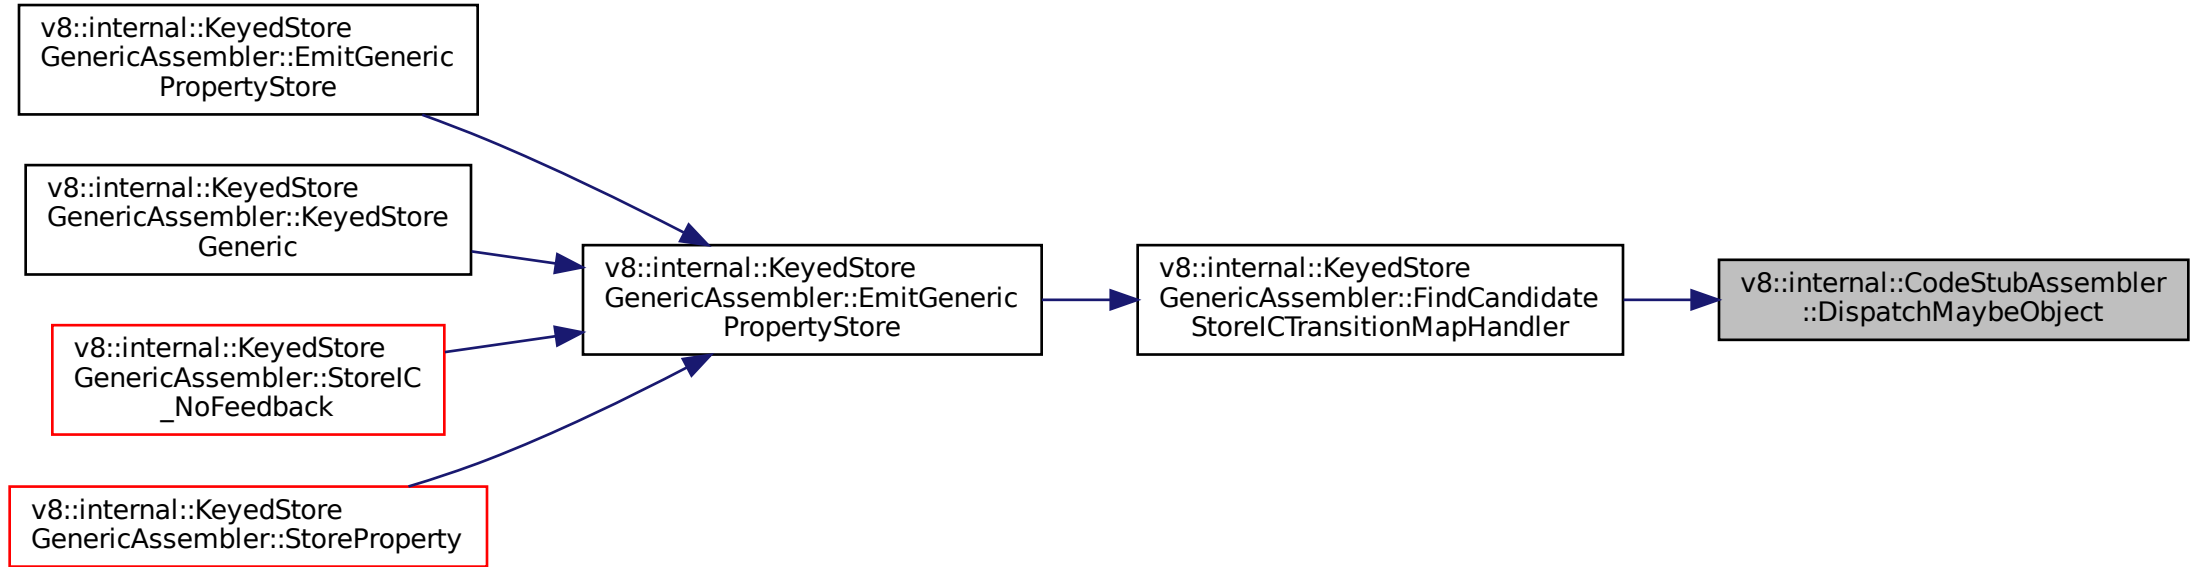 v8::internal::KeyedStore
GenericAssembler::EmitGeneric
PropertyStore
v8::internal::KeyedStore
GenericAssembler::KeyedStore
Generic
v8::internal::KeyedStore
GenericAssembler::StoreIC
_NoFeedback
v8::internal::KeyedStore
GenericAssembler::StoreProperty
v8::internal::KeyedStore
GenericAssembler::EmitGeneric
PropertyStore
v8::internal::KeyedStore
GenericAssembler::FindCandidate
StoreICTransitionMapHandler
v8::internal::CodeStubAssembler
::DispatchMaybeObject